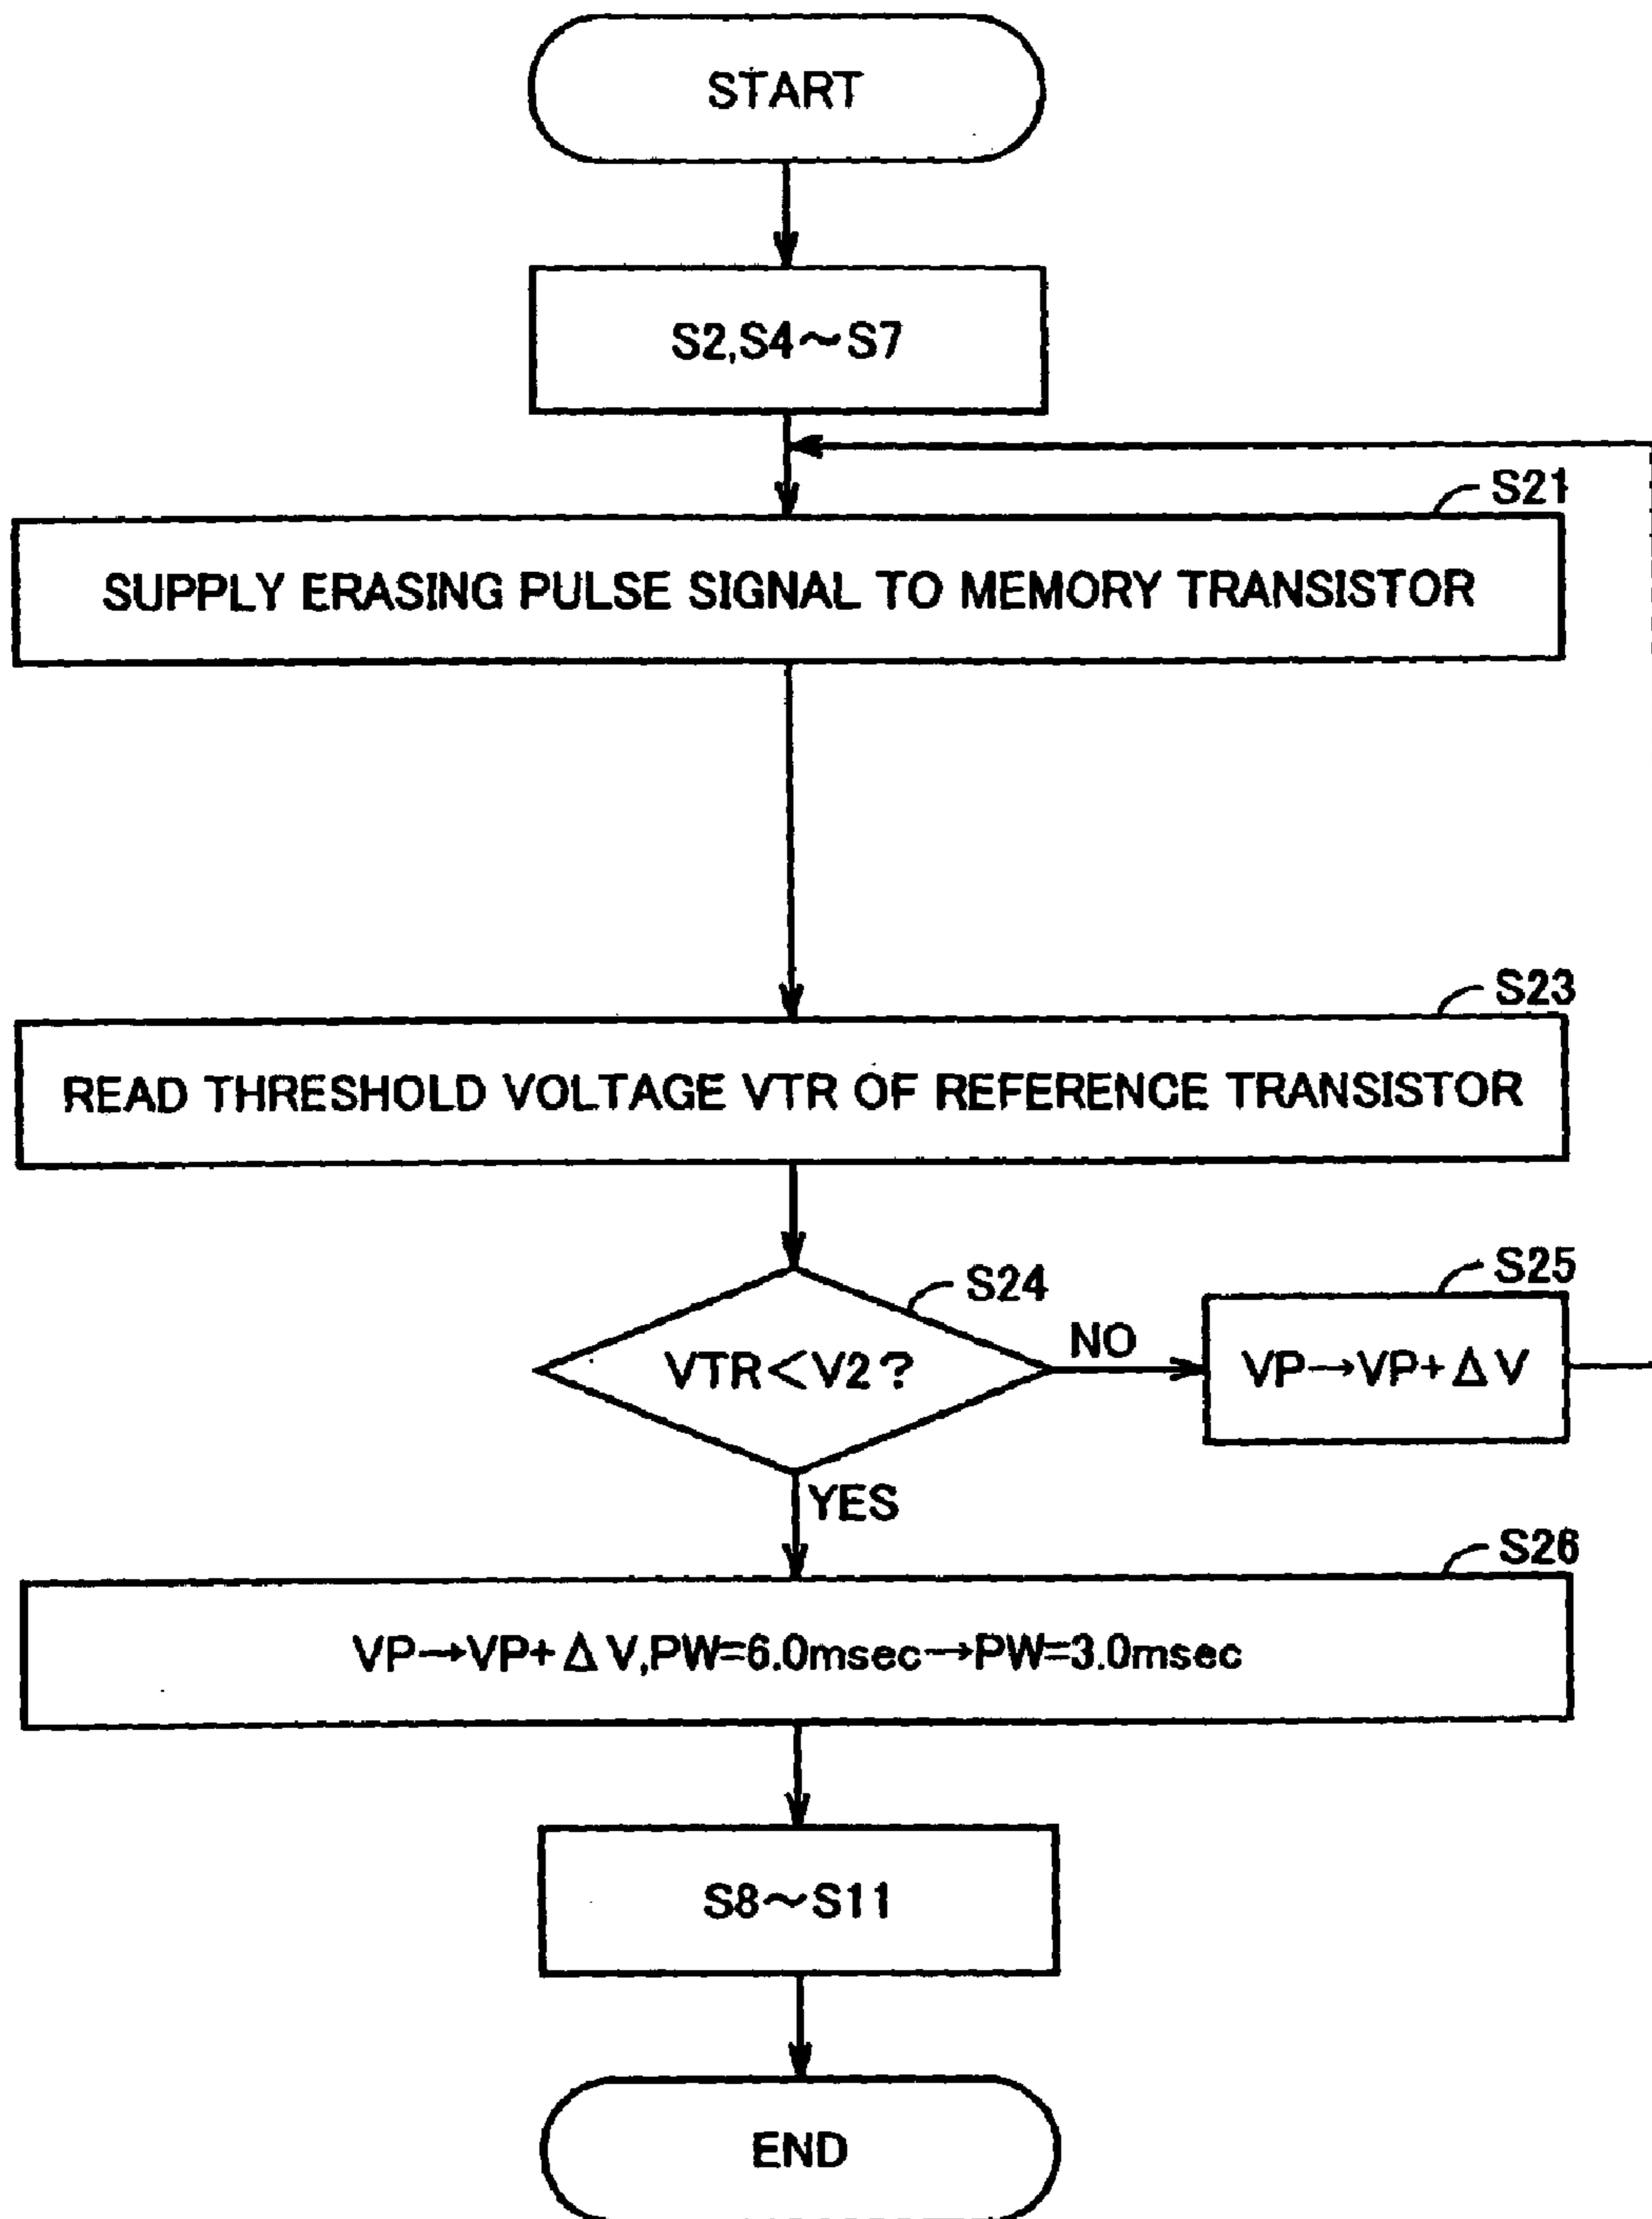 START
S2,S4～S7
S21
SUPPLY ERASING PULSE SIGNAL TO MEMORY TRANSISTOR
S23
READ THRESHOLD VOLTAGE VTR OF REFERENCE TRANSISTOR
S24
VTR<V2?
NO
S25
VP→VP+ΔV
YES
S26
VP→VP+ΔV,PW=6.0msec→PW=3.0msec
S8～S11
END